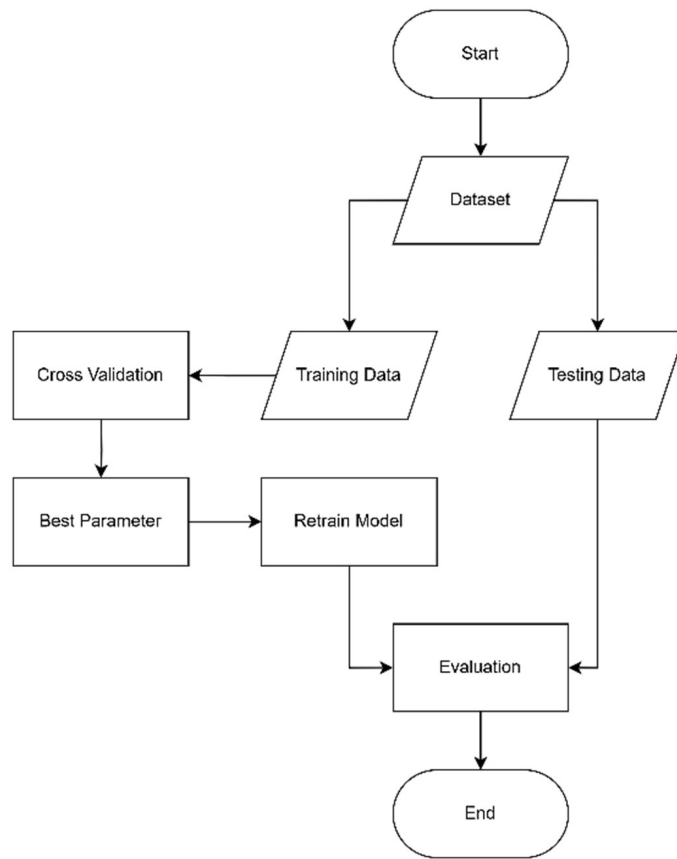 Start
Dataset
Cross Validation
Training Data
Testing Data
Best Parameter
Retrain Model
Evaluation
End